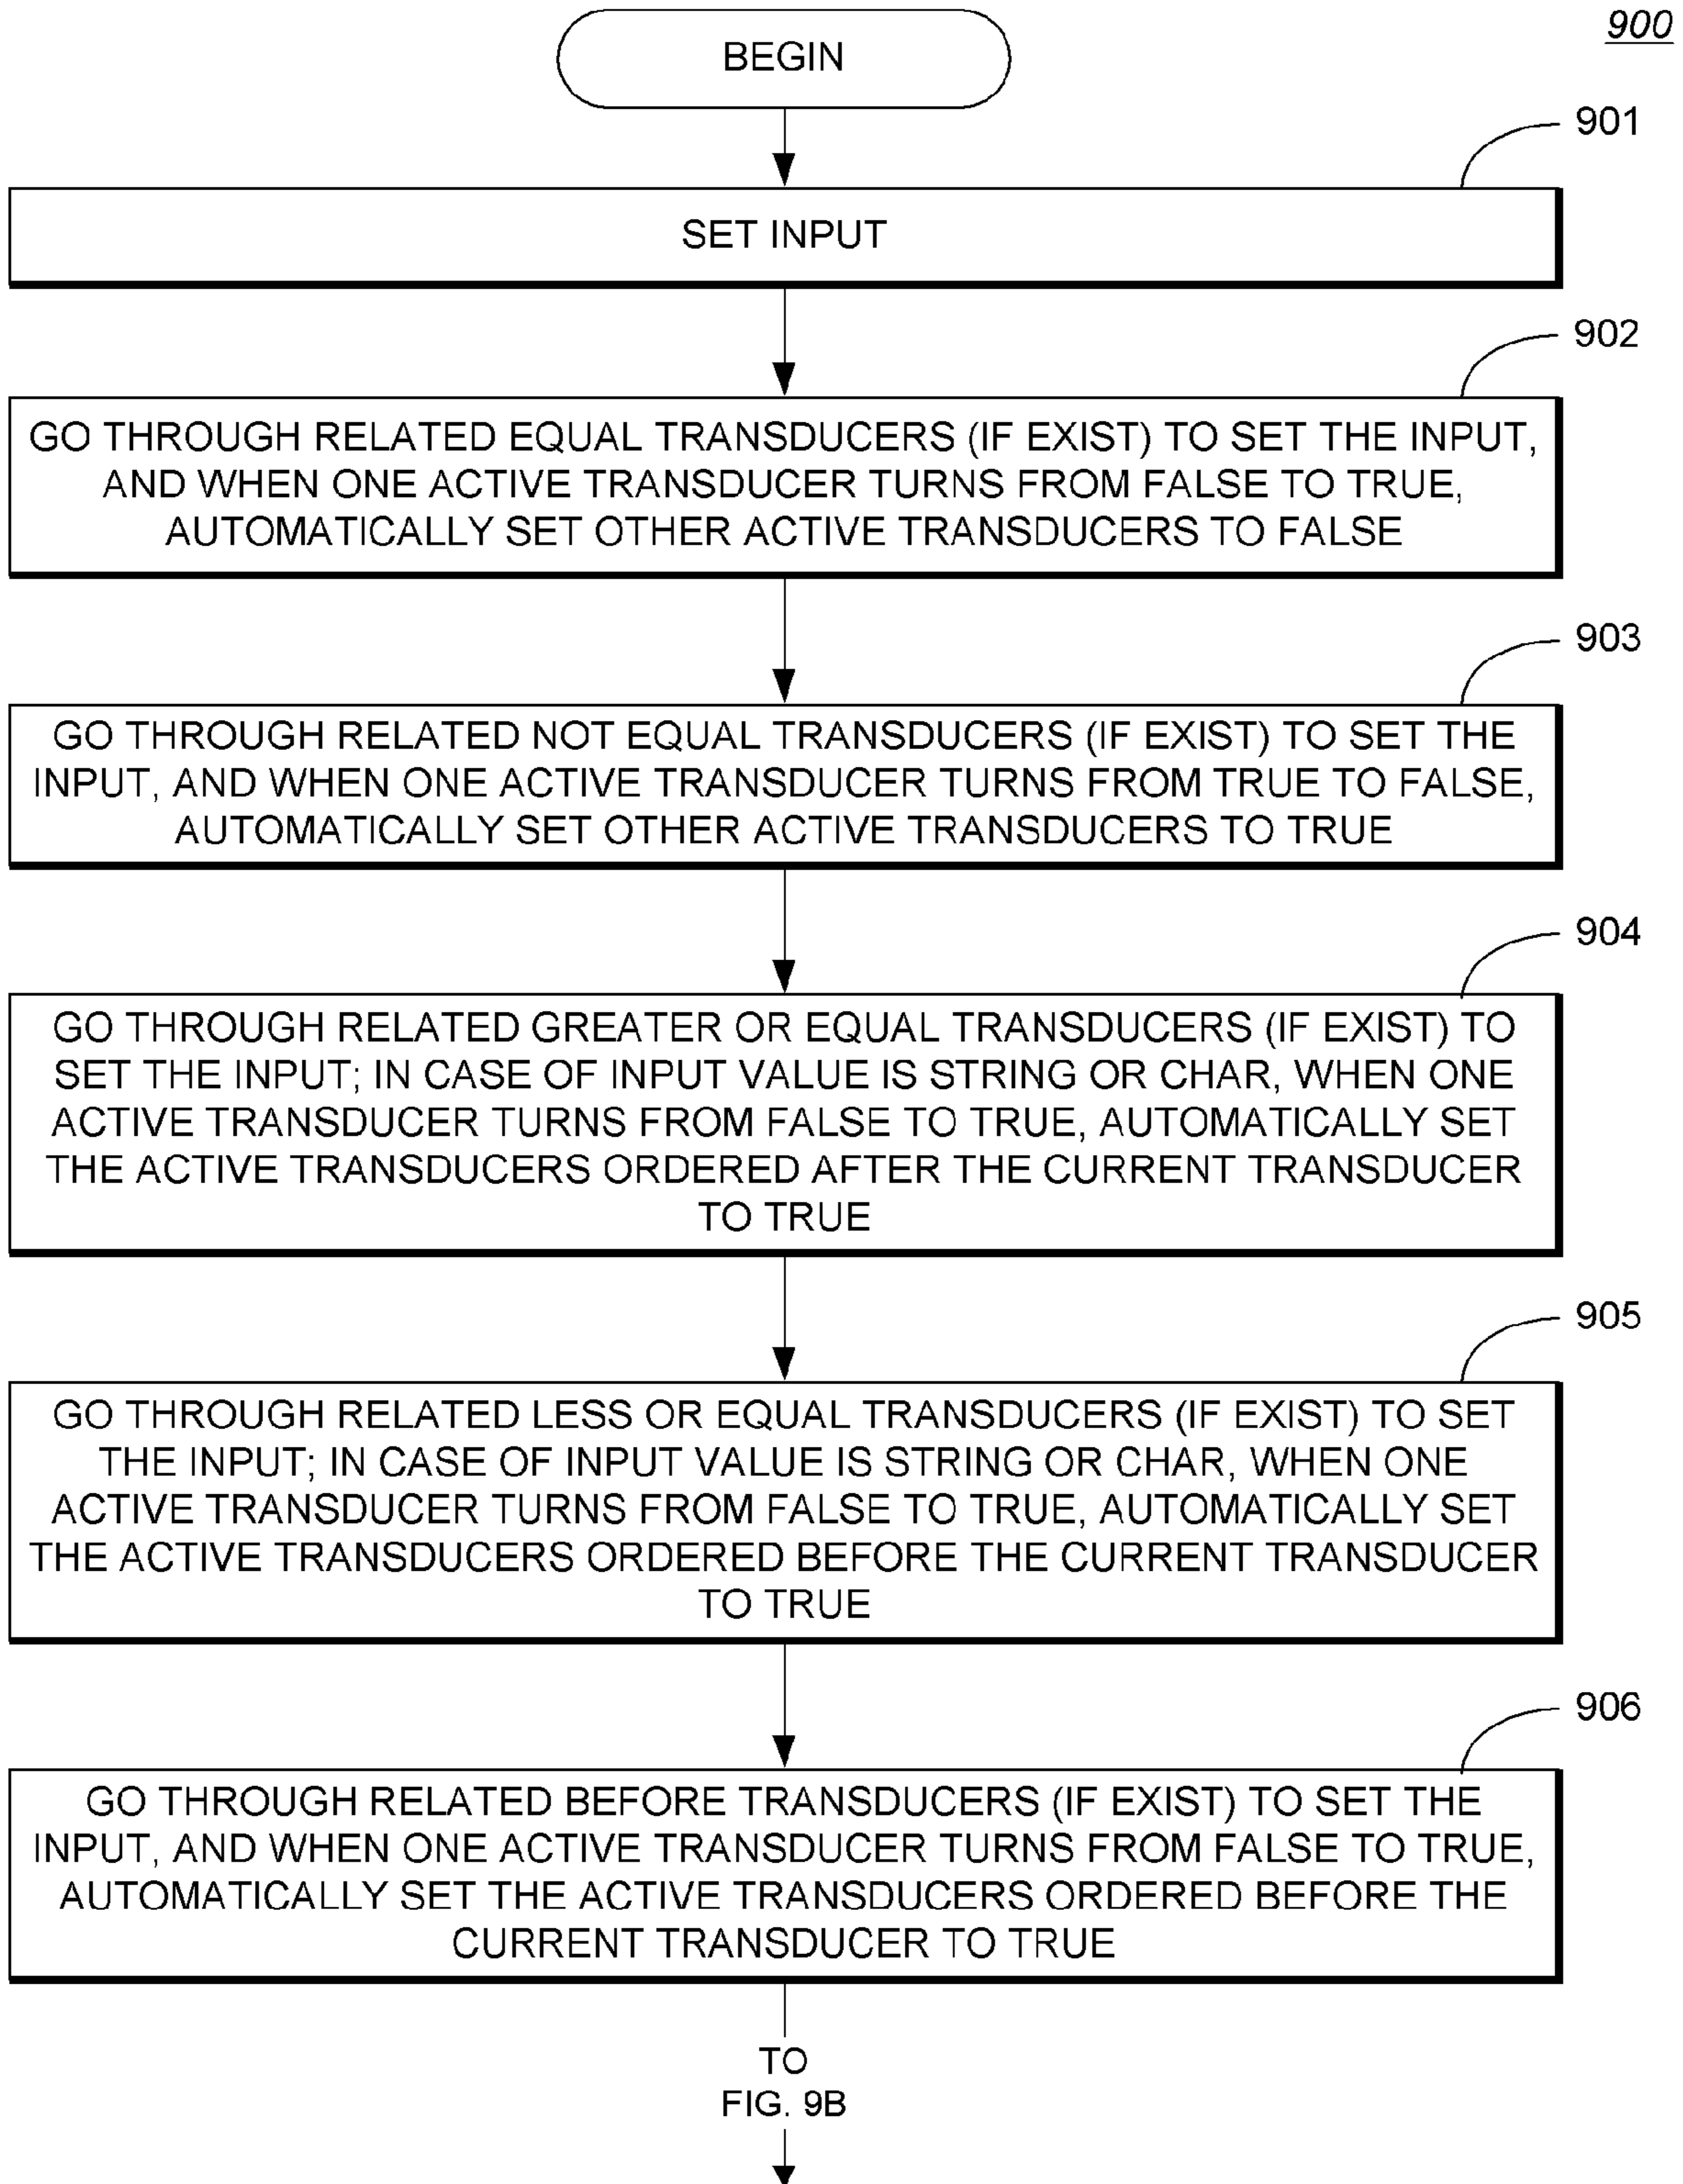 900
BEGIN
901
SET INPUT
902
GO THROUGH RELATED EQUAL TRANSDUCERS (IF EXIST) TO SET THE INPUT,
AND WHEN ONE ACTIVE TRANSDUCER TURNS FROM FALSE TO TRUE,
AUTOMATICALLY SET OTHER ACTIVE TRANSDUCERS TO FALSE
903
GO THROUGH RELATED NOT EQUAL TRANSDUCERS (IF EXIST) TO SET THE
INPUT, AND WHEN ONE ACTIVE TRANSDUCER TURNS FROM TRUE TO FALSE,
AUTOMATICALLY SET OTHER ACTIVE TRANSDUCERS TO TRUE
904
GO THROUGH RELATED GREATER OR EQUAL TRANSDUCERS (IF EXIST) TO
SET THE INPUT; IN CASE OF INPUT VALUE IS STRING OR CHAR, WHEN ONE
ACTIVE TRANSDUCER TURNS FROM FALSE TO TRUE, AUTOMATICALLY SET
THE ACTIVE TRANSDUCERS ORDERED AFTER THE CURRENT TRANSDUCER
TO TRUE
905
GO THROUGH RELATED LESS OR EQUAL TRANSDUCERS (IF EXIST) TO SET
THE INPUT; IN CASE OF INPUT VALUE IS STRING OR CHAR, WHEN ONE
ACTIVE TRANSDUCER TURNS FROM FALSE TO TRUE, AUTOMATICALLY SET
THE ACTIVE TRANSDUCERS ORDERED BEFORE THE CURRENT TRANSDUCER
TO TRUE
906
GO THROUGH RELATED BEFORE TRANSDUCERS (IF EXIST) TO SET THE
INPUT, AND WHEN ONE ACTIVE TRANSDUCER TURNS FROM FALSE TO TRUE,
AUTOMATICALLY SET THE ACTIVE TRANSDUCERS ORDERED BEFORE THE
CURRENT TRANSDUCER TO TRUE
TO
FIG. 9B